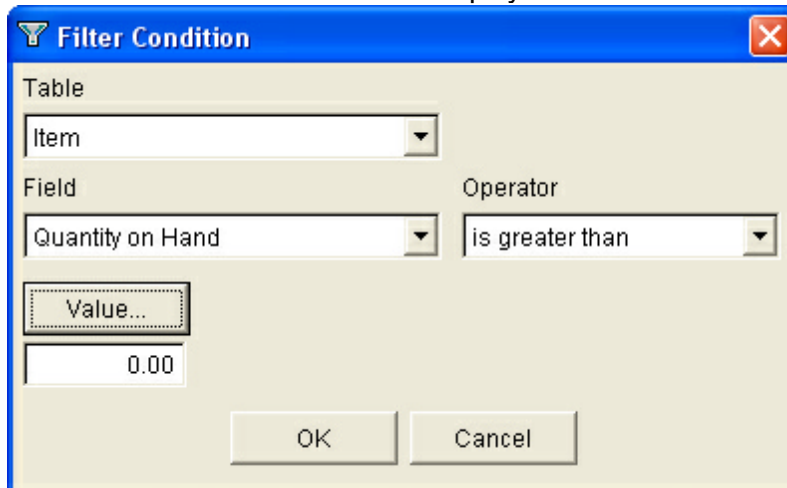 Filter Condition
Table
Item
Field Operator
Quantity on Hand is greater than
Value...
0.00
OK Cancel